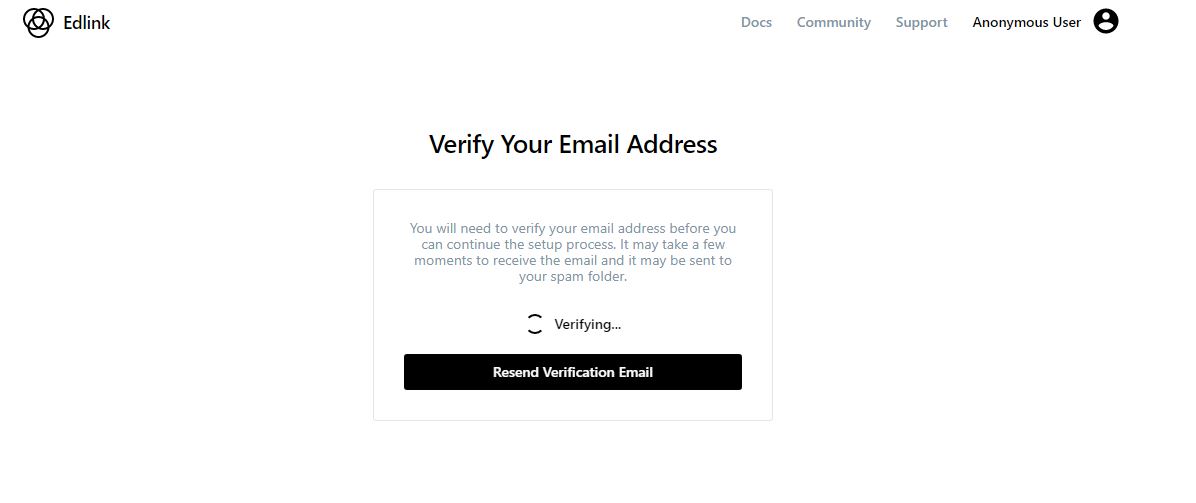 Edlink
Docs Community Support Anonymous User
Verify Your Email Address
You will need to verify your email address before you
can continue the setup process. It may take a few
moments to receive the email and it may be sent to
your spam folder.
Verifying...
Resend Verification Email